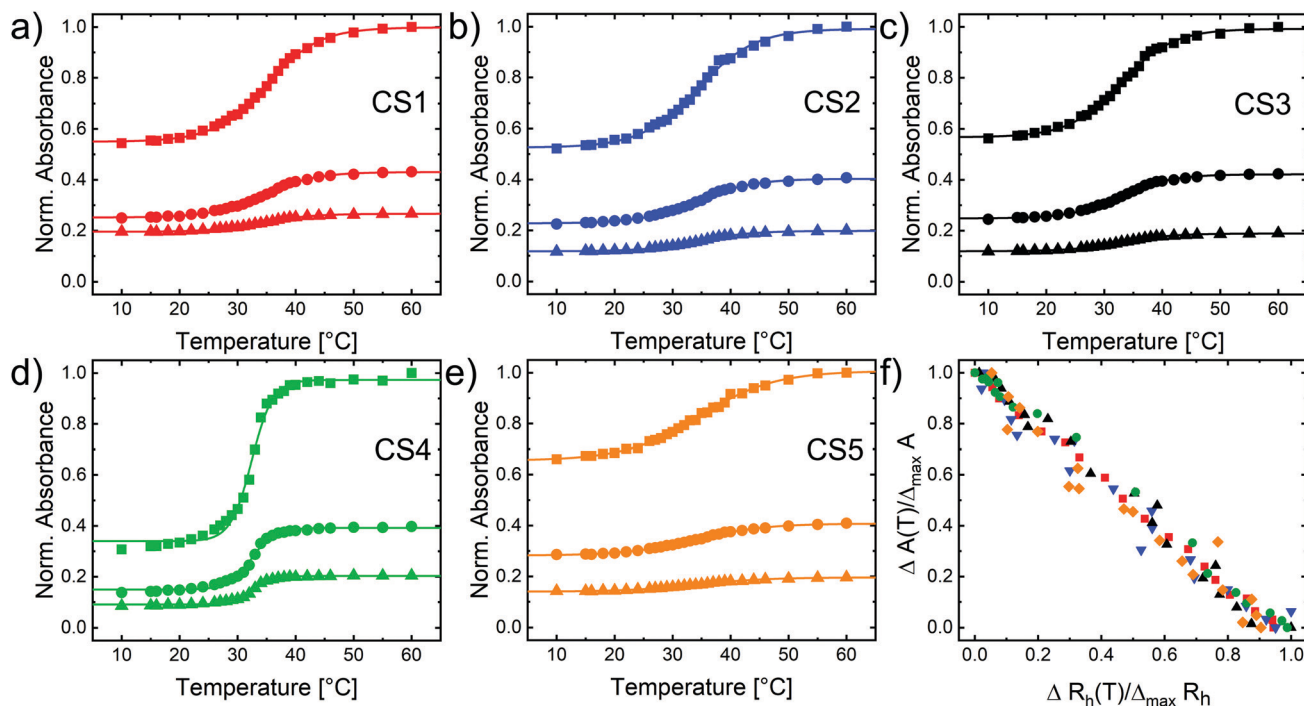 a)
Norm. Absorbance
1.0
0.8
0.6
0.4
0.2
0.0
CS1
10 20 30 40 50 60
Temperature [°C]
b)
Norm. Absorbance
1.0
0.8
0.6
0.4
0.2
0.0
CS2
10 20 30 40 50 60
Temperature [°C]
c)
Norm. Absorbance
1.0
0.8
0.6
0.4
0.2
0.0
CS3
10 20 30 40 50 60
Temperature [°C]
d)
Norm. Absorbance
1.0
0.8
0.6
0.4
0.2
0.0
CS4
10 20 30 40 50 60
Temperature [°C]
e)
Norm. Absorbance
1.0
0.8
0.6
0.4
0.2
0.0
CS5
10 20 30 40 50 60
Temperature [°C]
f)
Δ A(T)/Δmax A
1.0
0.8
0.6
0.4
0.2
0.0
0.0 0.2 0.4 0.6 0.8 1.0
Δ Rh(T)/Δmax Rh